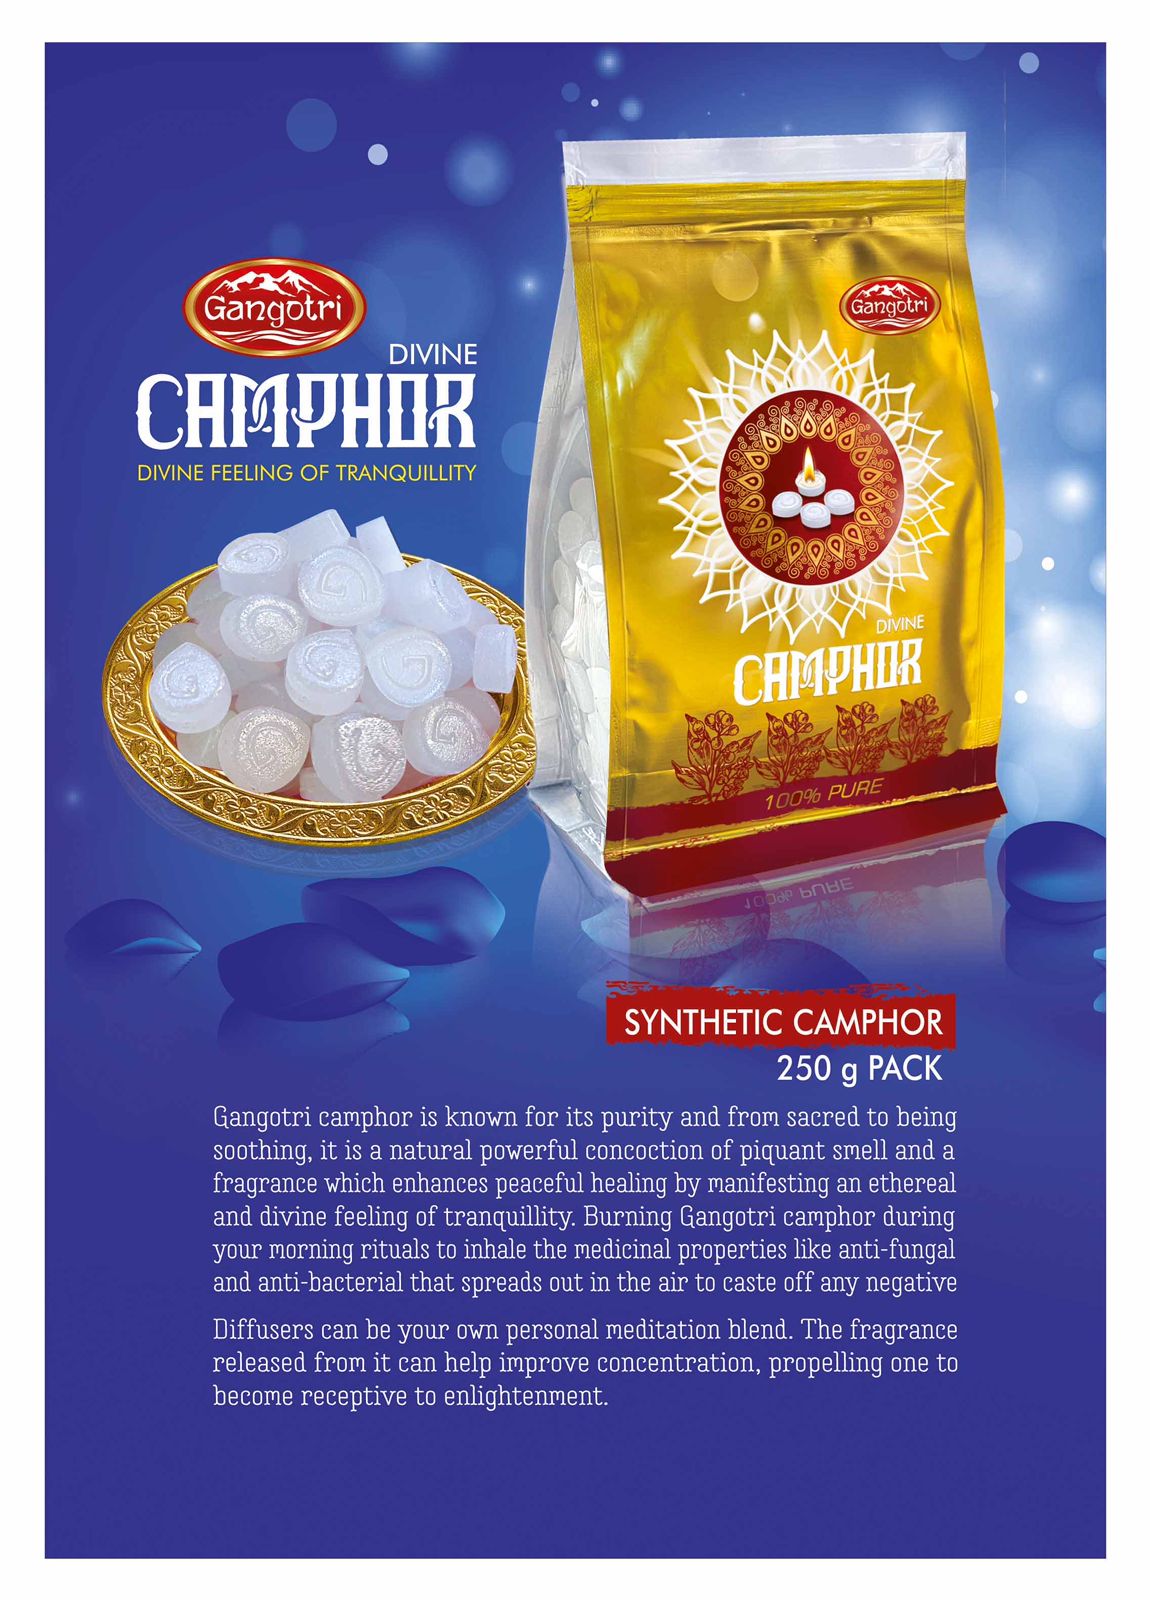 Gangotri
DIVINE
CAMPHOR
DIVINE FEELING OF TRANQUILLITY
Gangotri
DIVINE
CAMPHOR
100% PURE
100% PURE
SYNTHETIC CAMPHOR
250 g PACK
Gangotri camphor is known for its purity and from sacred to being
soothing, it is a natural powerful concoction of piquant smell and a
fragrance which enhances peaceful healing by manifesting an ethereal
and divine feeling of tranquillity. Burning Gangotri camphor during
your morning rituals to inhale the medicinal properties like anti-fungal
and anti-bacterial that spreads out in the air to caste off any negative
Diffusers can be your own personal meditation blend. The fragrance
released from it can help improve concentration, propelling one to
become receptive to enlightenment.